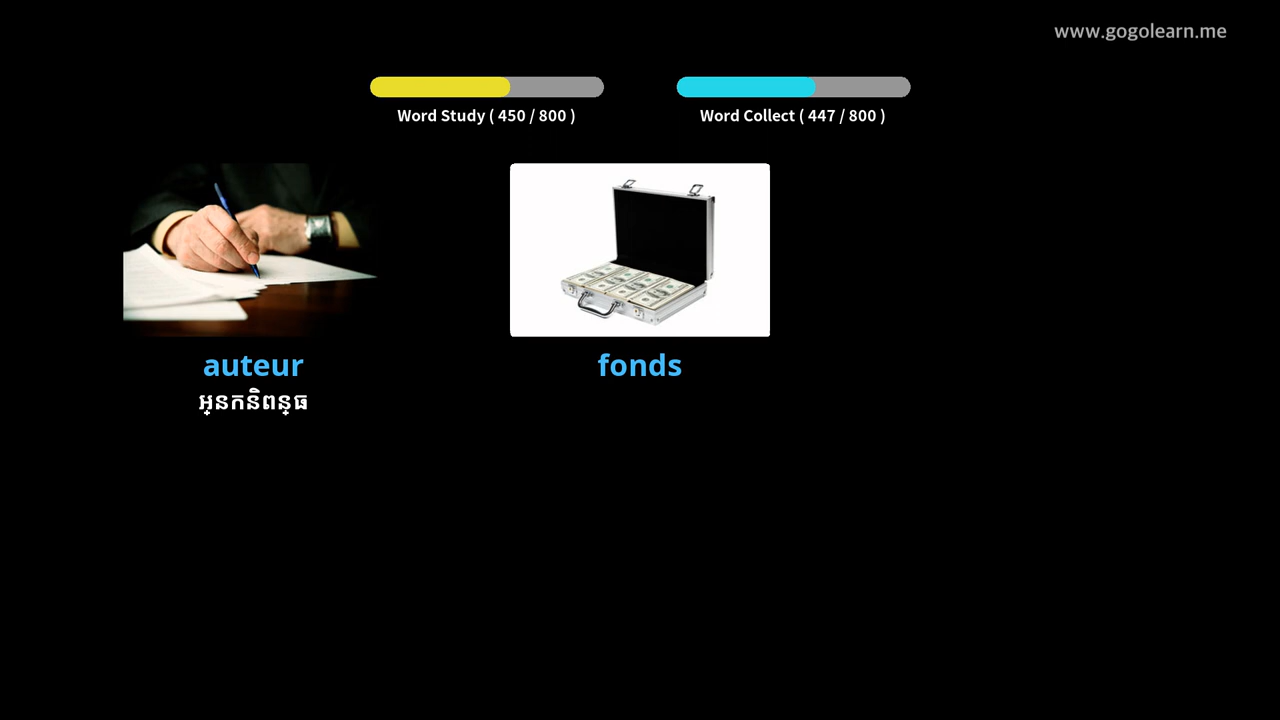 www.gogolearn.me
Word Study ( 450 / 800 )
Word Collect ( 447 / 800 )
auteur
fonds
អ្នកនិពន្ធ